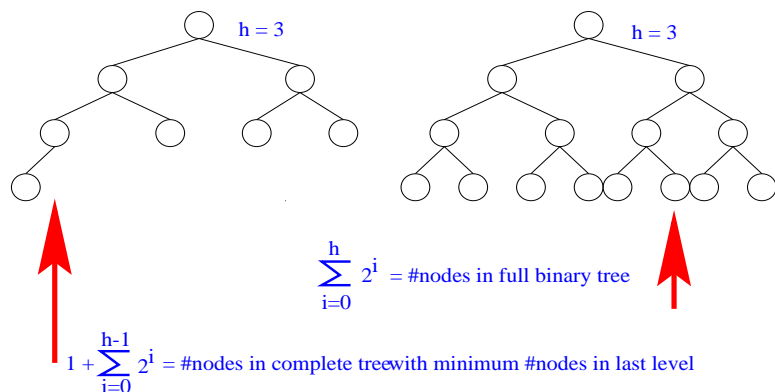 h = 3
h = 3
h
∑ 2^i = #nodes in full binary tree
i=0
h-1
1 + ∑ 2^i = #nodes in complete treewith minimum #nodes in last level
i=0